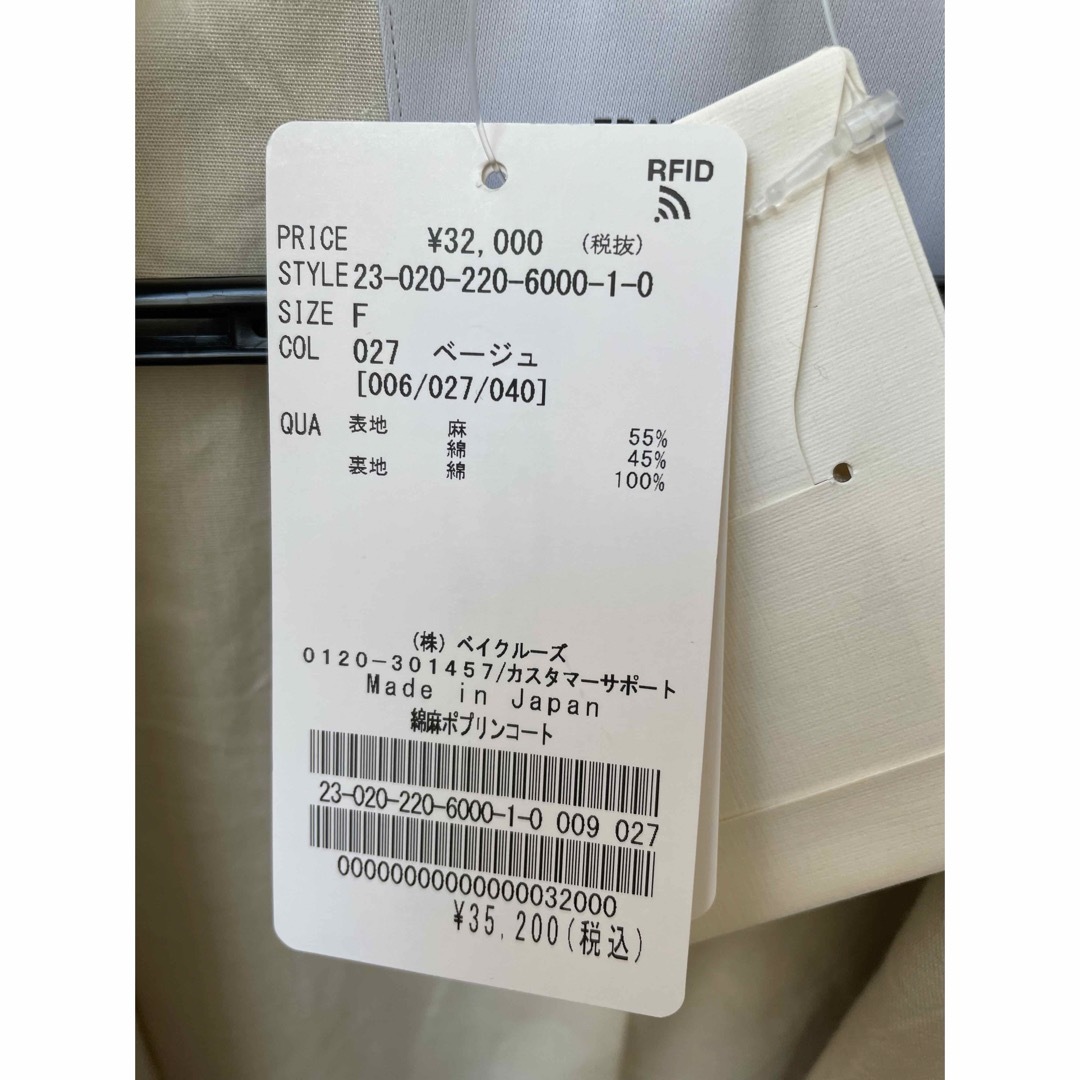 RFID
PRICE ¥32,000 (税抜)
STYLE 23-020-220-6000-1-0
SIZE F
COL 027 ベージュ
[006/027/040]
QUA 表地 麻 55%
綿 45%
裏地 綿 100%
(株) ベイクルーズ
0120-301457/カスタマーサポート
Made in Japan
綿麻ポプリンコート
23-020-220-6000-1-0 009 027
00000000000000032000
¥35,200(税込)